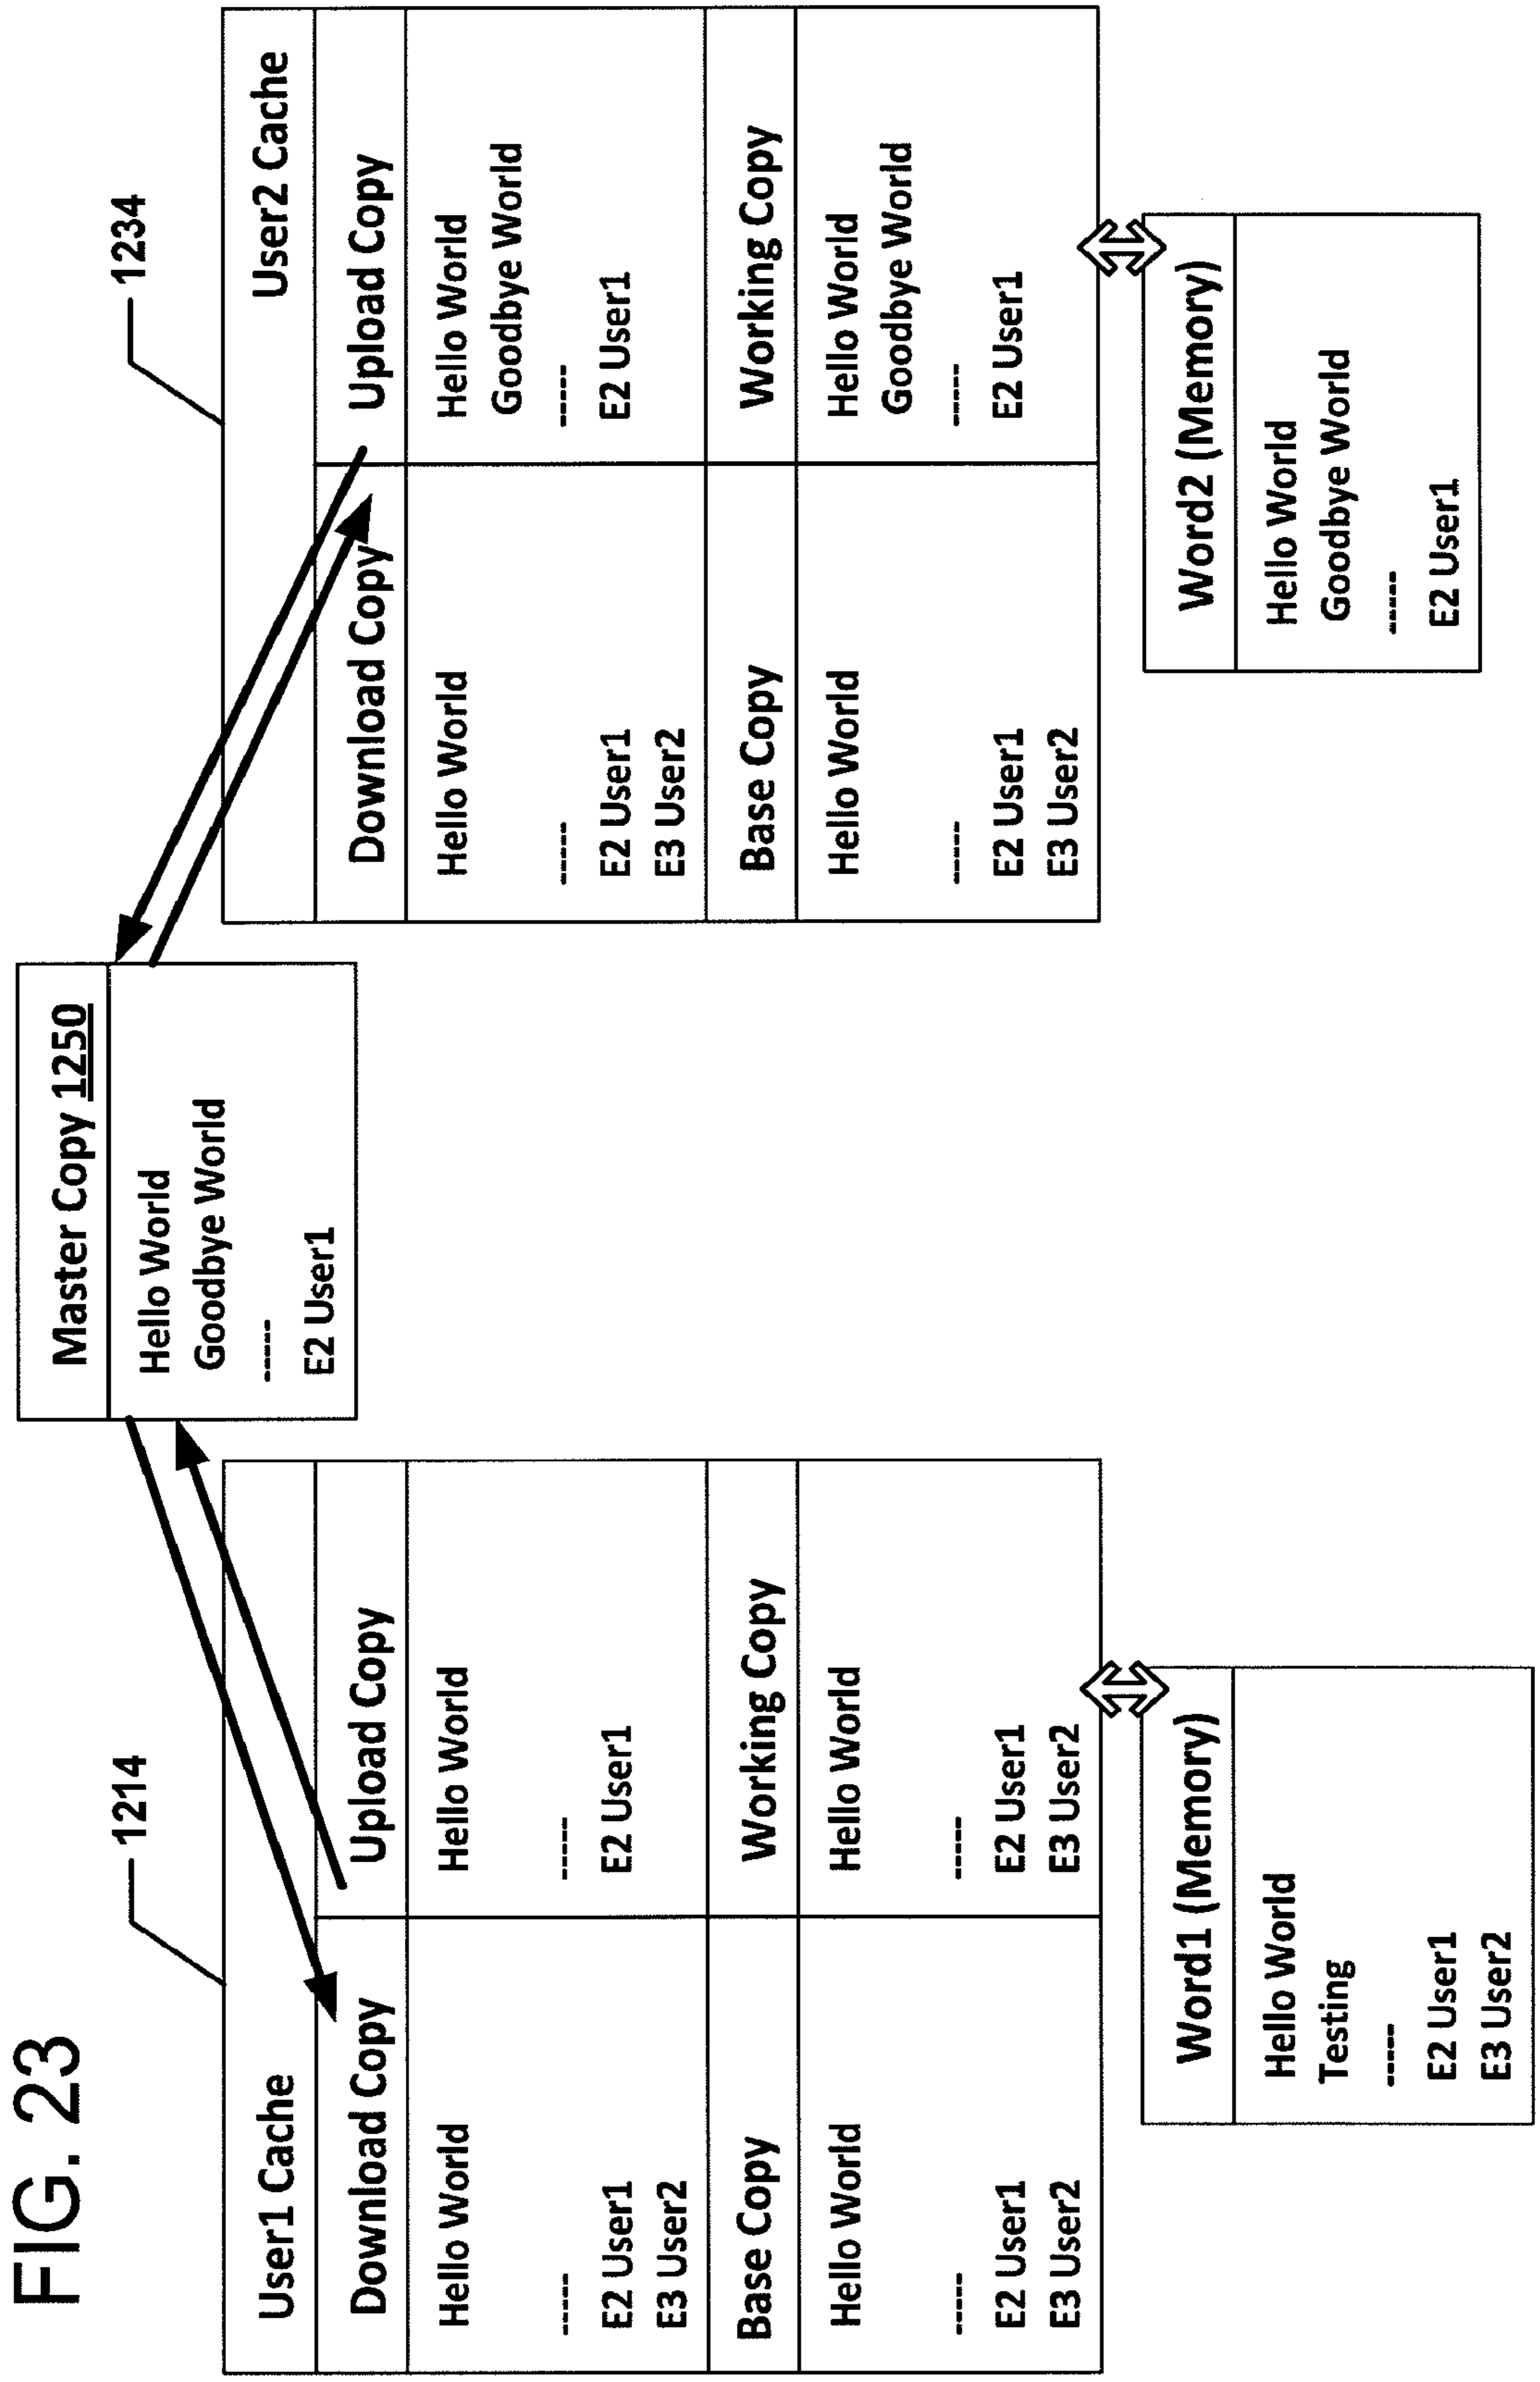 FIG. 23
Master Copy 1250
Hello World
Goodbye World
-----
E2 User1
1214
User1 Cache
Download Copy
Hello World
-----
E2 User1
E3 User2
Upload Copy
Hello World
-----
E2 User1
Base Copy
Hello World
-----
E2 User1
E3 User2
Working Copy
Hello World
-----
E2 User1
E3 User2
Word1 (Memory)
Hello World
Testing
-----
E2 User1
E3 User2
1234
User2 Cache
Download Copy
Hello World
-----
E2 User1
E3 User2
Upload Copy
Hello World
Goodbye World
-----
E2 User1
Base Copy
Hello World
-----
E2 User1
E3 User2
Working Copy
Hello World
Goodbye World
-----
E2 User1
Word2 (Memory)
Hello World
Goodbye World
-----
E2 User1